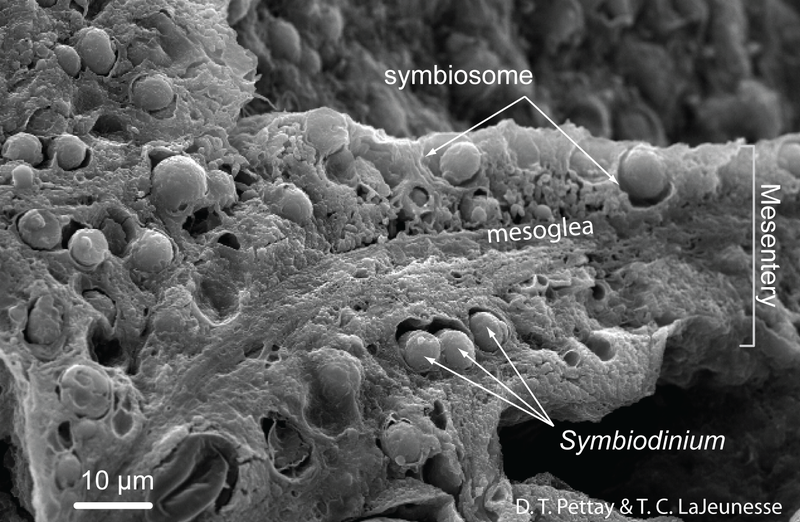 symbiosome
mesoglea
Mesentery
Symbiodinium
10 µm
D. T. Pettay & T. C. LaJeunesse